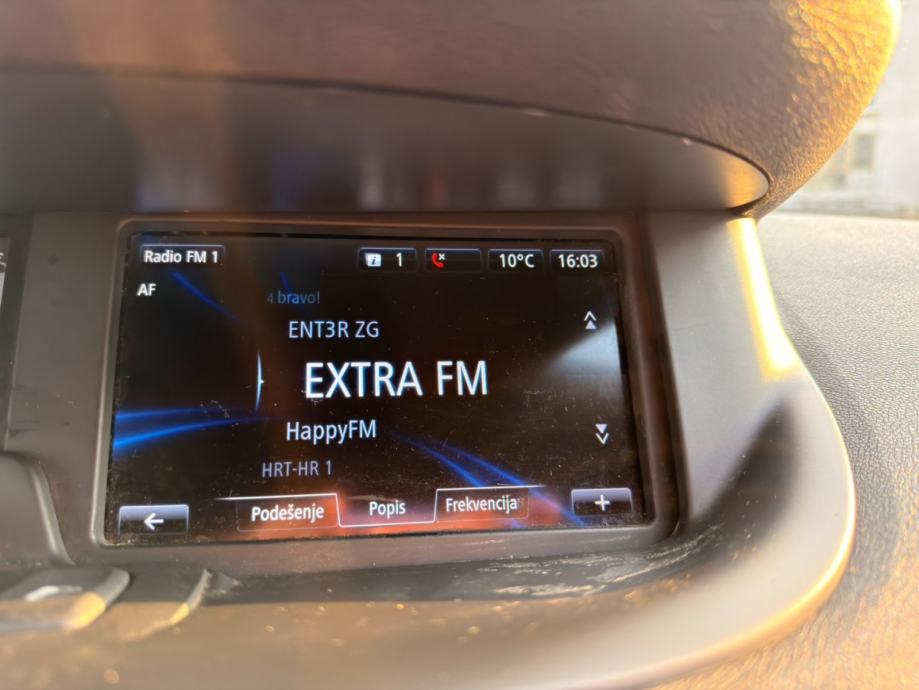 Radio FM 1
1
10°C
16:03
AF
4.bravo!
ENT3R ZG
EXTRA FM
HappyFM
HRT-HR 1
Podešenje
Popis
Frekvencija